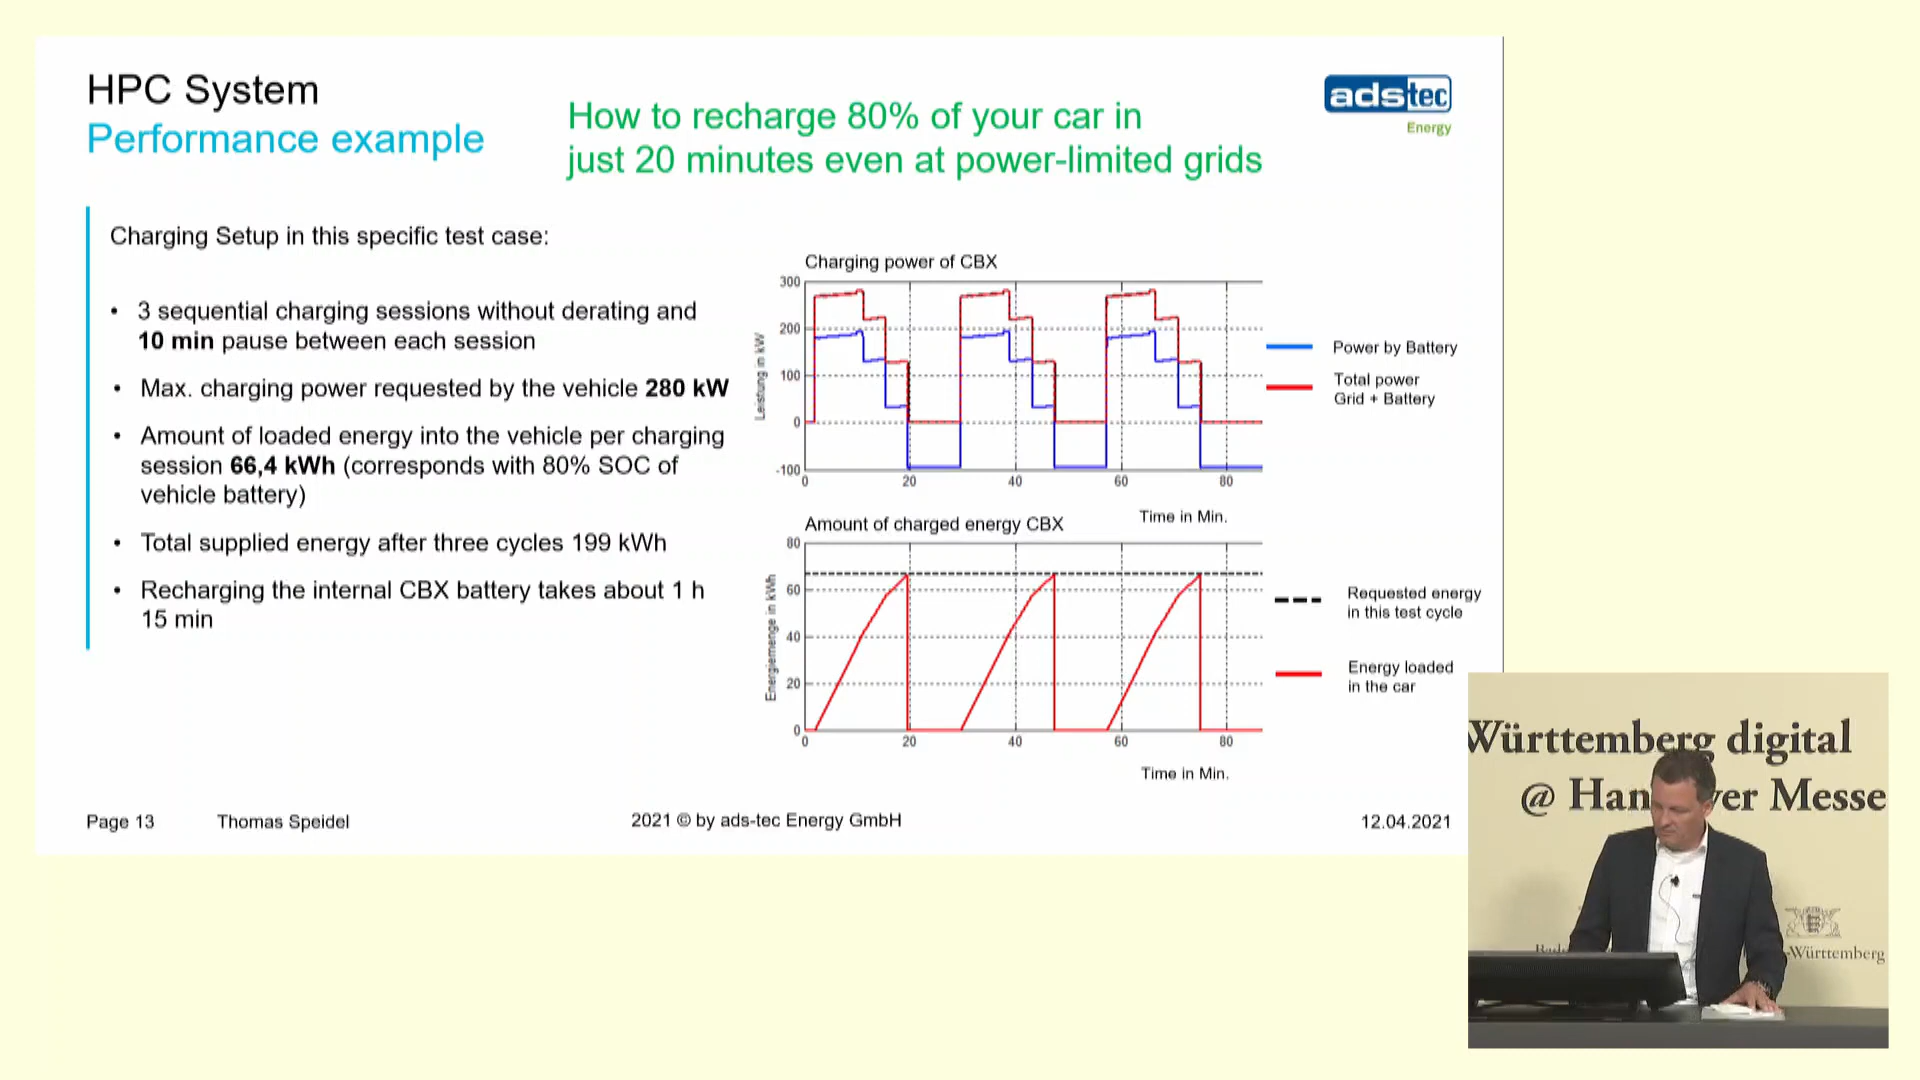 HPC System
Performance example
How to recharge 80% of your car in
just 20 minutes even at power-limited grids
adstec
Energy
Charging Setup in this specific test case:
• 3 sequential charging sessions without derating and
10 min pause between each session
• Max. charging power requested by the vehicle 280 kW
• Amount of loaded energy into the vehicle per charging
session 66,4 kWh (corresponds with 80% SOC of
vehicle battery)
• Total supplied energy after three cycles 199 kWh
• Recharging the internal CBX battery takes about 1 h
15 min
Charging power of CBX
Leistung in kW
300
200
100
0
-100
0 20 40 60 80
Time in Min.
Power by Battery
Total power
Grid + Battery
Amount of charged energy CBX
Energiemenge in kWh
80
60
40
20
0
0 20 40 60 80
Time in Min.
Requested energy
in this test cycle
Energy loaded
in the car
Page 13
Thomas Speidel
2021 © by ads-tec Energy GmbH
12.04.2021
Württemberg digital
@ Han ver Messe
-Württemberg